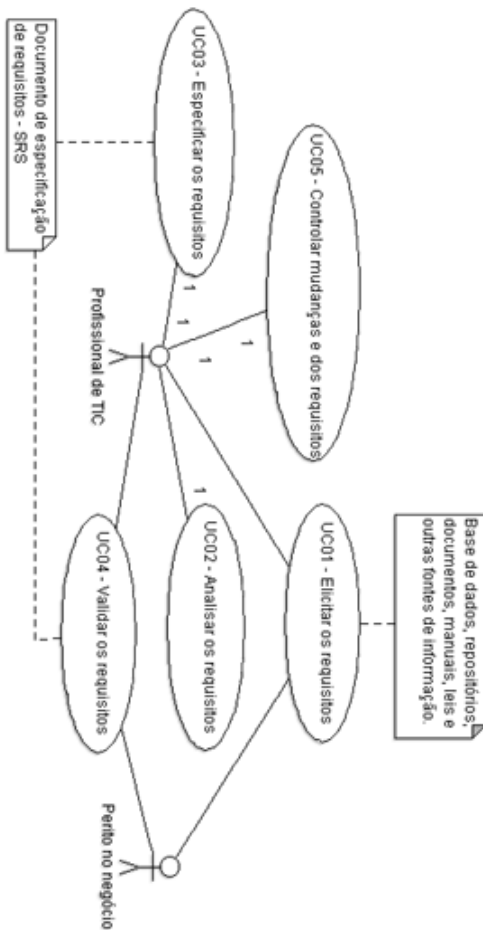 Base de dados, repositórios,
documentos, manuais, leis e
outras fontes de informação.
UC05 - Controlar mudanças e dos requisitos
UC01 - Elicitar os requisitos
UC03 - Especificar os requisitos
1
1
1
1
1
UC02 - Analisar os requisitos
Profissional de TIC
UC04 - Validar os requisitos
Perito no negócio
Documento de especificação
de requisitos - SRS